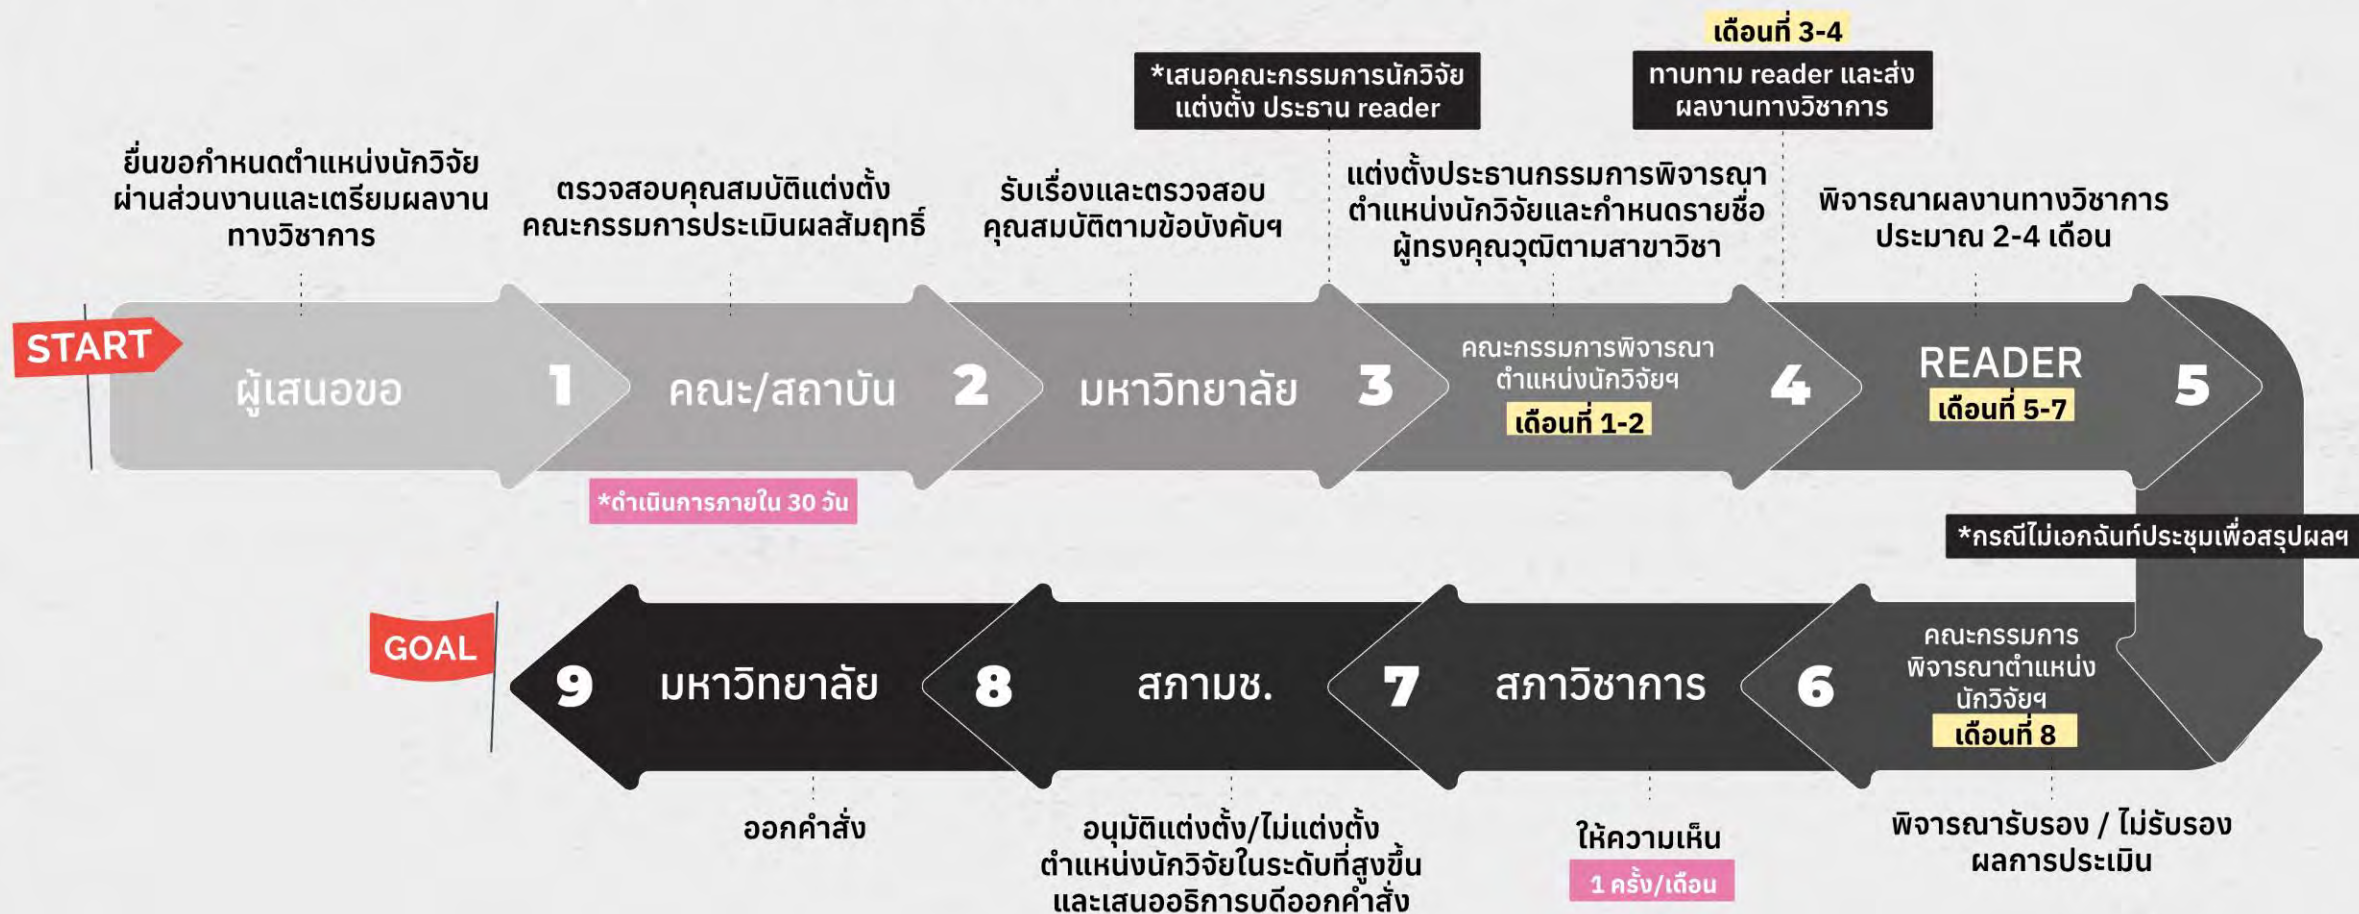 เดือนที่ 3-4
*เสนอคณะกรรมการนักวิจัย
แต่งตั้ง ประธาน reader
ทาบทาม reader และส่ง
ผลงานทางวิชาการ
ยื่นขอกำหนดตำแหน่งนักวิจัย
ผ่านส่วนงานและเตรียมผลงาน
ทางวิชาการ
ตรวจสอบคุณสมบัติแต่งตั้ง
คณะกรรมการประเมินผลสัมฤทธิ์
รับเรื่องและตรวจสอบ
คุณสมบัติตามข้อบังคับฯ
แต่งตั้งประธานกรรมการพิจารณา
ตำแหน่งนักวิจัยและกำหนดรายชื่อ
ผู้ทรงคุณวุฒิตามสาขาวิชา
พิจารณาผลงานทางวิชาการ
ประมาณ 2-4 เดือน
START
ผู้เสนอขอ
1
คณะ/สถาบัน
2
มหาวิทยาลัย
3
คณะกรรมการพิจารณา
ตำแหน่งนักวิจัยฯ
เดือนที่ 1-2
4
READER
เดือนที่ 5-7
5
*ดำเนินการภายใน 30 วัน
*กรณีไม่เอกฉันท์ประชุมเพื่อสรุปผลฯ
GOAL
9
มหาวิทยาลัย
8
สภามช.
7
สภาวิชาการ
6
คณะกรรมการ
พิจารณาตำแหน่ง
นักวิจัยฯ
เดือนที่ 8
ออกคำสั่ง
อนุมัติแต่งตั้ง/ไม่แต่งตั้ง
ตำแหน่งนักวิจัยในระดับที่สูงขึ้น
และเสนออธิการบดีออกคำสั่ง
ให้ความเห็น
1 ครั้ง/เดือน
พิจารณารับรอง / ไม่รับรอง
ผลการประเมิน